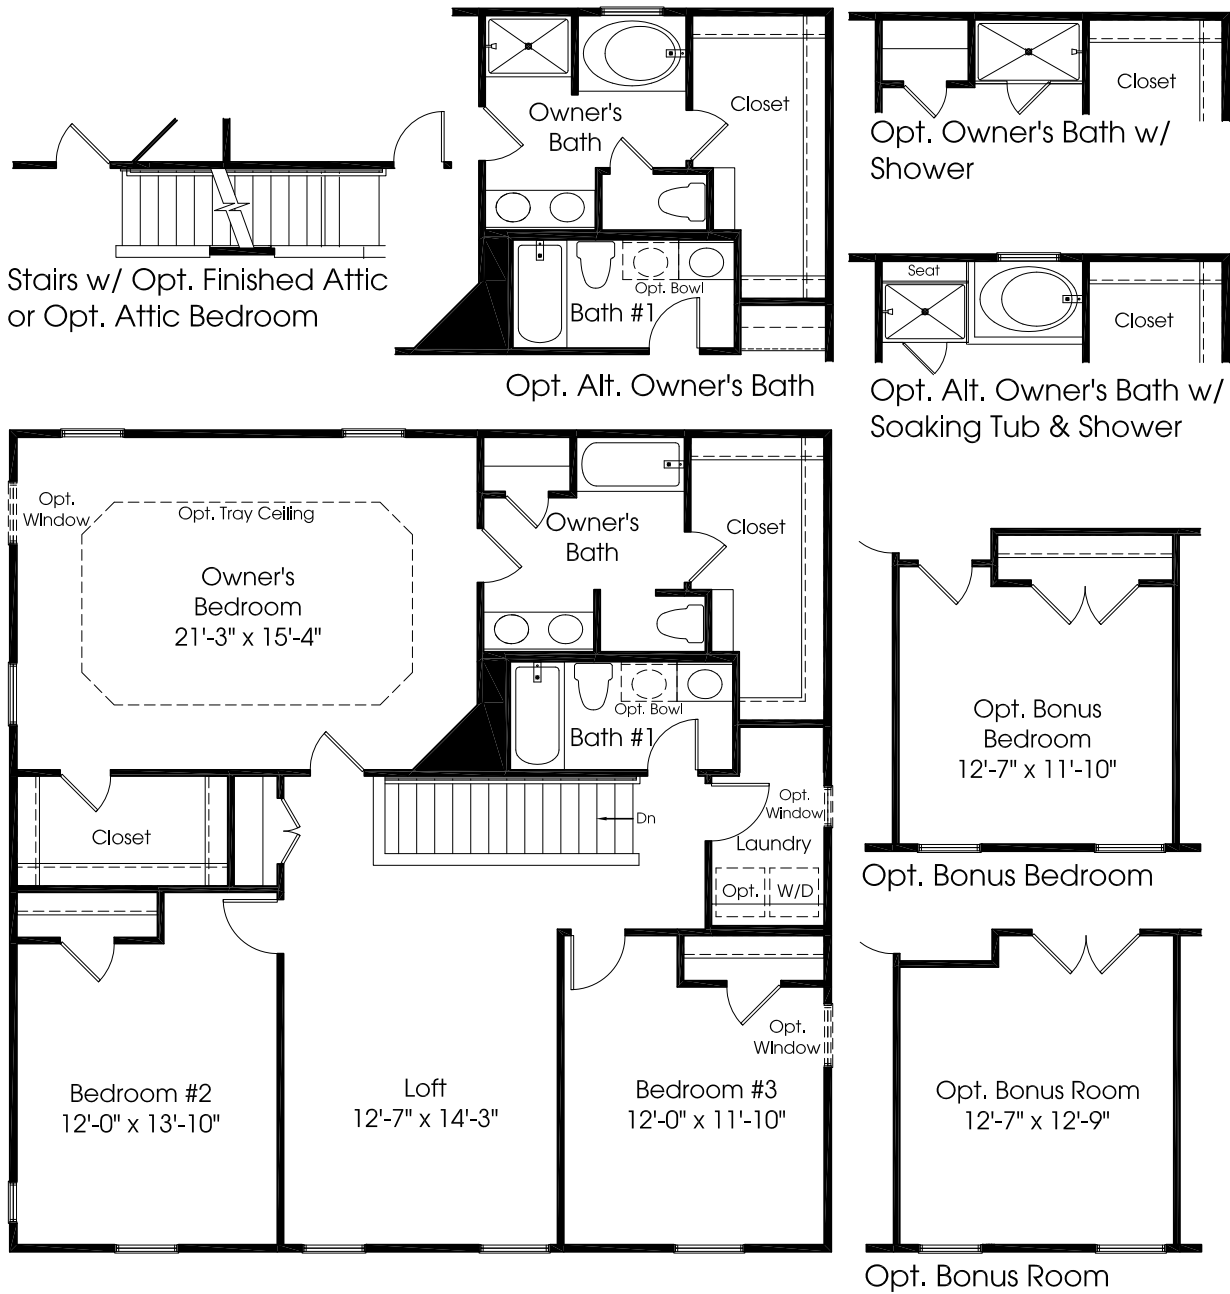 Owner's
Bath
Closet
Opt. Bowl
Bath #1
Opt. Alt. Owner's Bath
Stairs w/ Opt. Finished Attic
or Opt. Attic Bedroom
Closet
Opt. Owner's Bath w/
Shower
Seat
Closet
Opt. Alt. Owner's Bath w/
Soaking Tub & Shower
Opt.
Window
Opt. Tray Ceiling
Owner's
Bedroom
21'-3" x 15'-4"
Owner's
Bath
Closet
Opt. Bowl
Bath #1
Closet
Dn
Opt.
Window
Laundry
Opt.
W/D
Bedroom #2
12'-0" x 13'-10"
Loft
12'-7" x 14'-3"
Opt.
Window
Bedroom #3
12'-0" x 11'-10"
Opt. Bonus
Bedroom
12'-7" x 11'-10"
Opt. Bonus Bedroom
Opt. Bonus Room
12'-7" x 12'-9"
Opt. Bonus Room